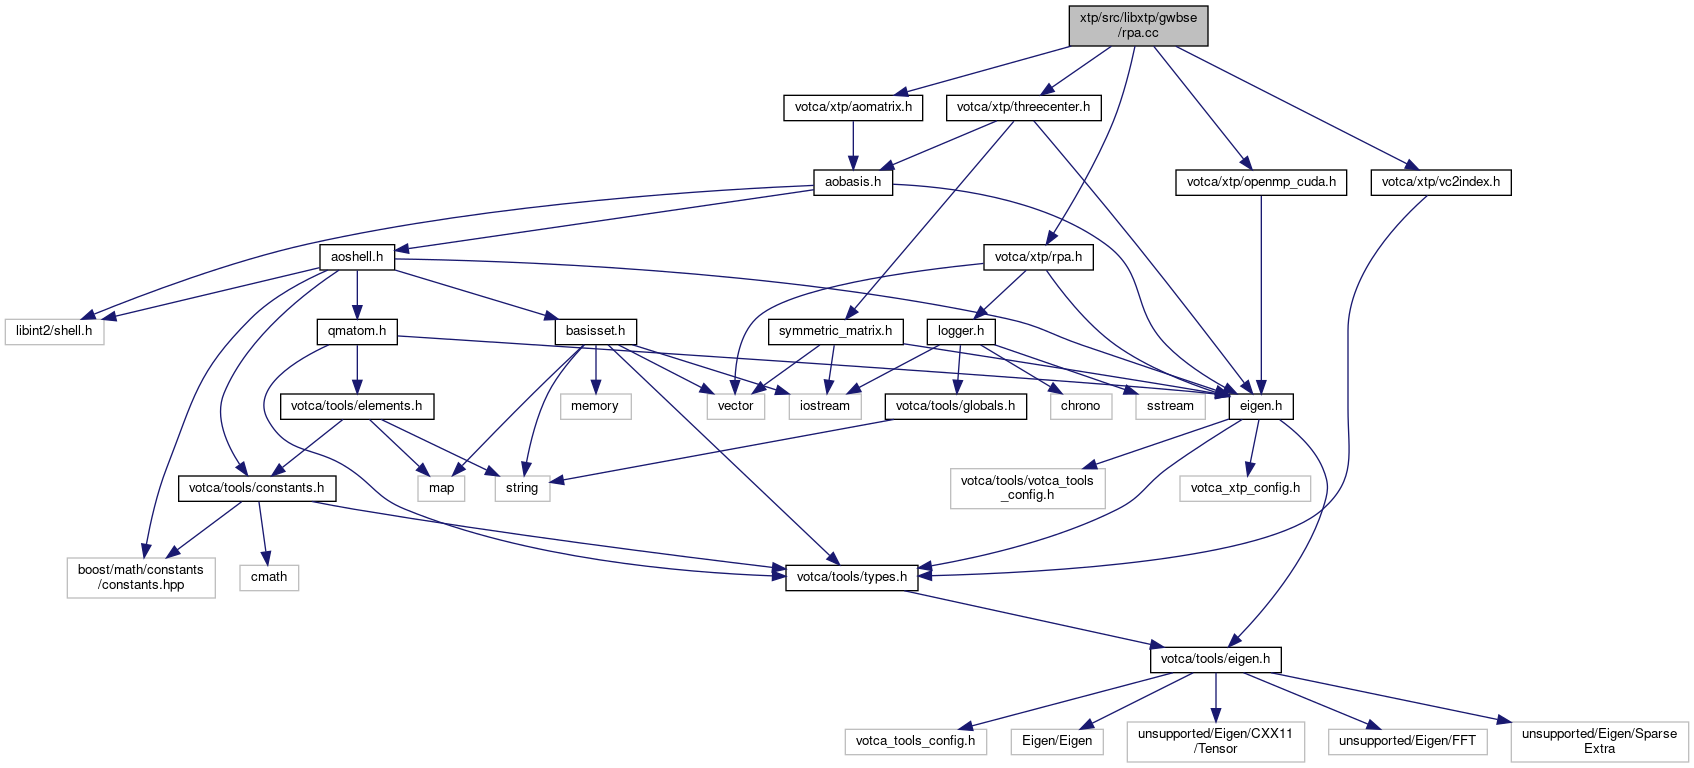 xtp/src/libxtp/gwbse
/rpa.cc
votca/xtp/aomatrix.h
votca/xtp/threecenter.h
aobasis.h
votca/xtp/openmp_cuda.h
votca/xtp/vc2index.h
aoshell.h
votca/xtp/rpa.h
libint2/shell.h
qmatom.h
basisset.h
symmetric_matrix.h
logger.h
votca/tools/elements.h
memory
vector
iostream
votca/tools/globals.h
chrono
sstream
eigen.h
votca/tools/constants.h
map
string
votca/tools/votca_tools
_config.h
votca_xtp_config.h
boost/math/constants
/constants.hpp
cmath
votca/tools/types.h
votca/tools/eigen.h
votca_tools_config.h
Eigen/Eigen
unsupported/Eigen/CXX11
/Tensor
unsupported/Eigen/FFT
unsupported/Eigen/Sparse
Extra